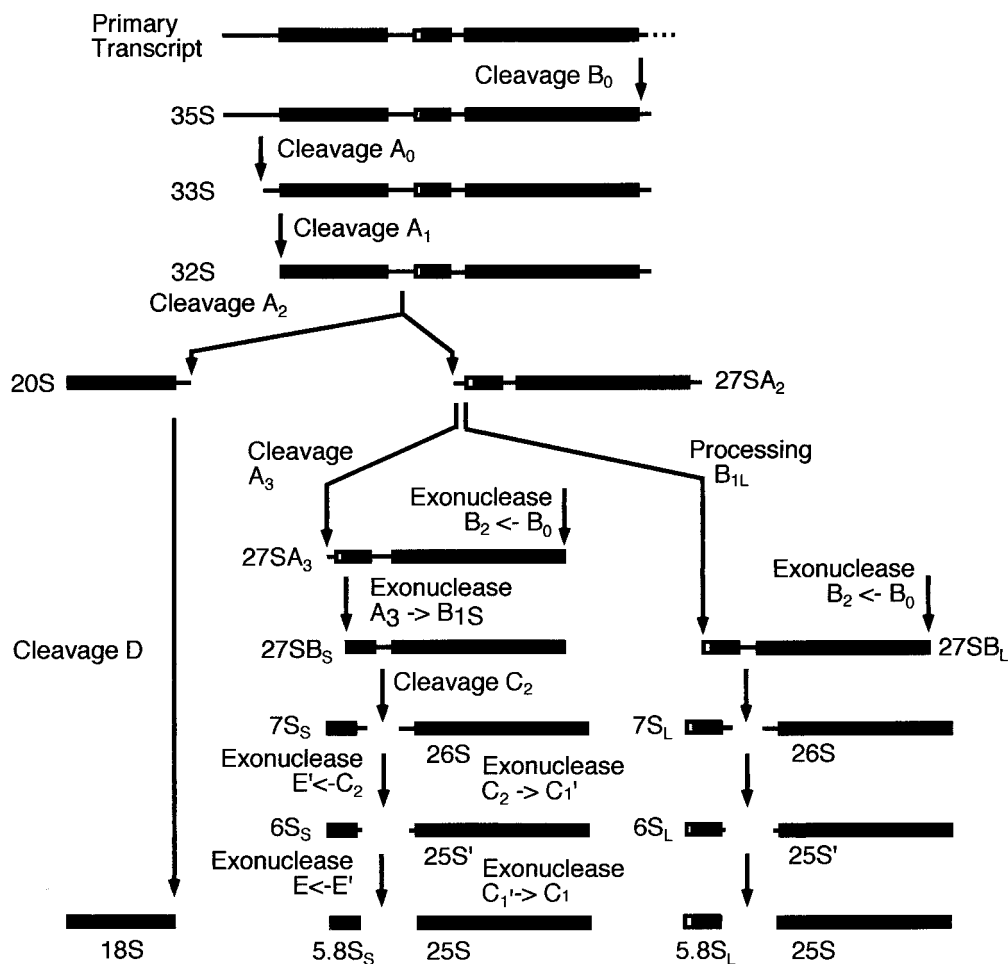 Primary
Transcript
Cleavage B0
35S
Cleavage A0
33S
Cleavage A1
32S
Cleavage A2
20S
27SA2
Cleavage
A3
Processing
B1L
Exonuclease
B2 <- B0
27SA3
Exonuclease
A3 -> B1S
Exonuclease
B2 <- B0
Cleavage D
27SBS
27SBL
Cleavage C2
7SS
26S
7SL
26S
Exonuclease
E'<-C2
Exonuclease
C2 -> C1'
6SS
25S'
6SL
25S'
Exonuclease
E<-E'
Exonuclease
C1'-> C1
18S
5.8SS
25S
5.8SL
25S